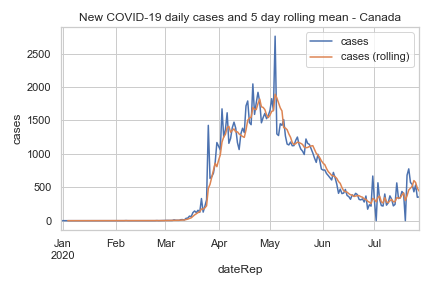 New COVID-19 daily cases and 5 day rolling mean - Canada
cases
cases (rolling)
2500
2000
1500
1000
500
0
cases
Jan
2020
Feb
Mar
Apr
May
Jun
Jul
dateRep